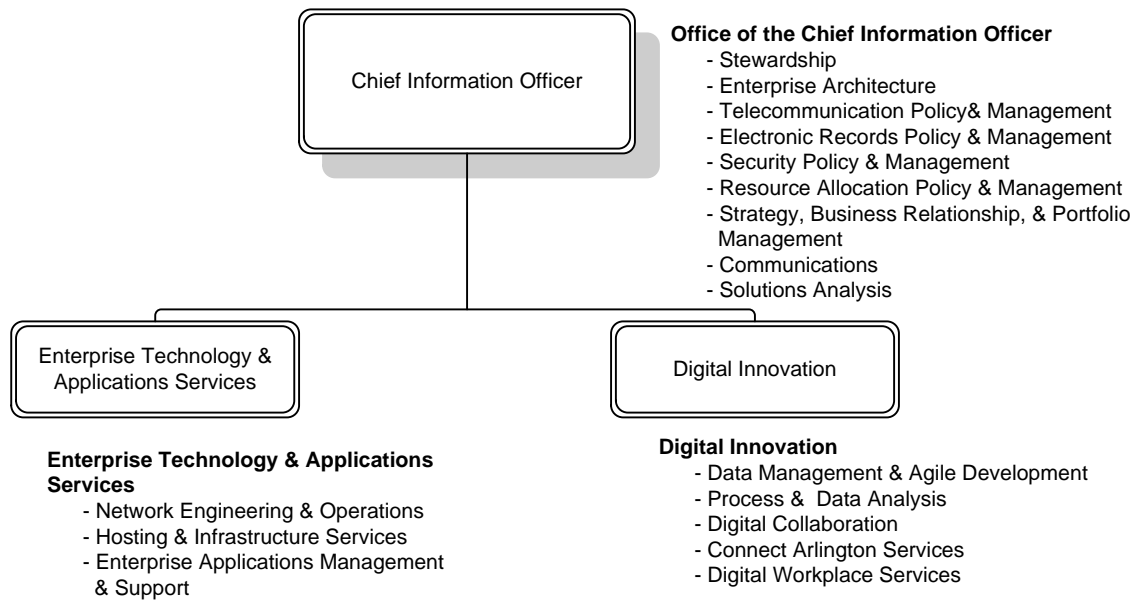 Chief Information Officer
Office of the Chief Information Officer
- Stewardship
- Enterprise Architecture
- Telecommunication Policy& Management
- Electronic Records Policy & Management
- Security Policy & Management
- Resource Allocation Policy & Management
- Strategy, Business Relationship, & Portfolio
Management
- Communications
- Solutions Analysis
Enterprise Technology &
Applications Services
Digital Innovation
Enterprise Technology & Applications
Services
- Network Engineering & Operations
- Hosting & Infrastructure Services
- Enterprise Applications Management
& Support
Digital Innovation
- Data Management & Agile Development
- Process &  Data Analysis
- Digital Collaboration
- Connect Arlington Services
- Digital Workplace Services